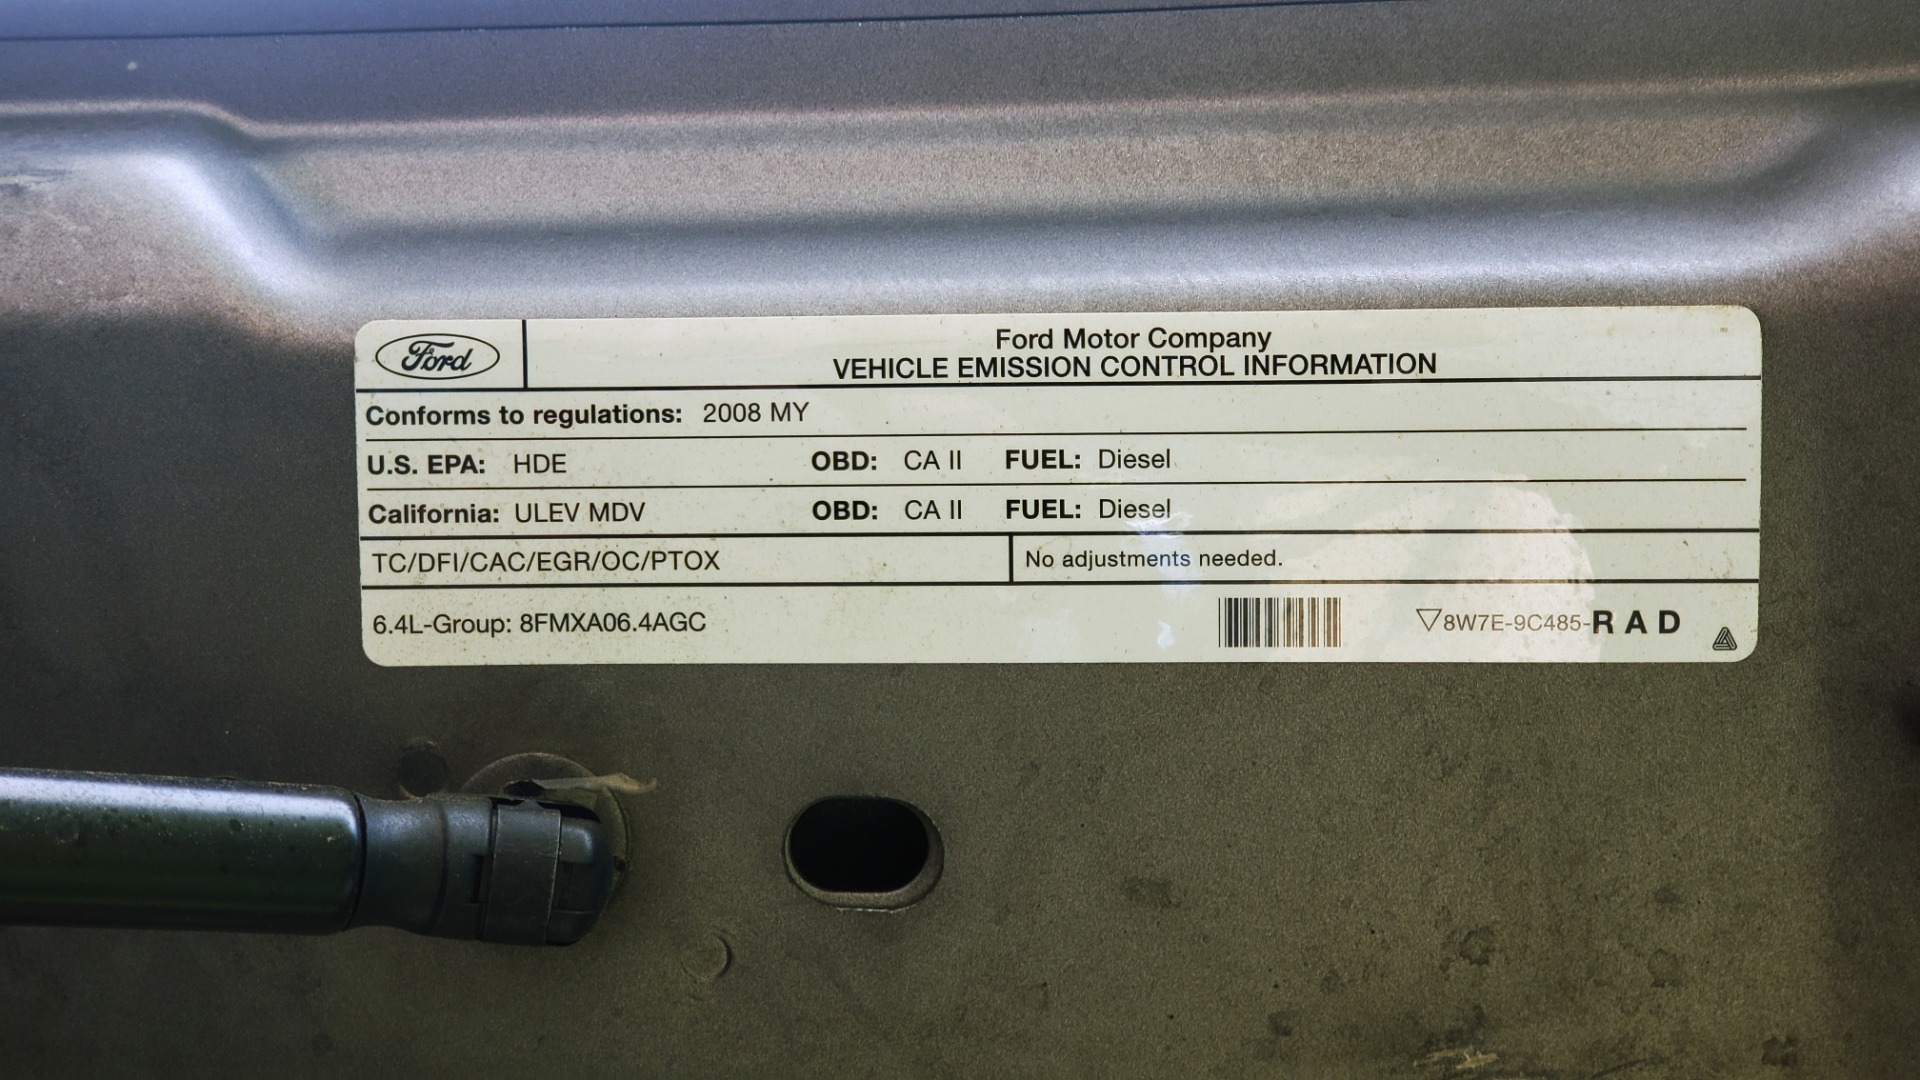 Ford
Ford Motor Company
VEHICLE EMISSION CONTROL INFORMATION
Conforms to regulations: 2008 MY
U.S. EPA: HDE OBD: CA II FUEL: Diesel
California: ULEV MDV OBD: CA II FUEL: Diesel
TC/DFI/CAC/EGR/OC/PTOX No adjustments needed.
6.4L-Group: 8FMXA06.4AGC ▽8W7E-9C485-RAD